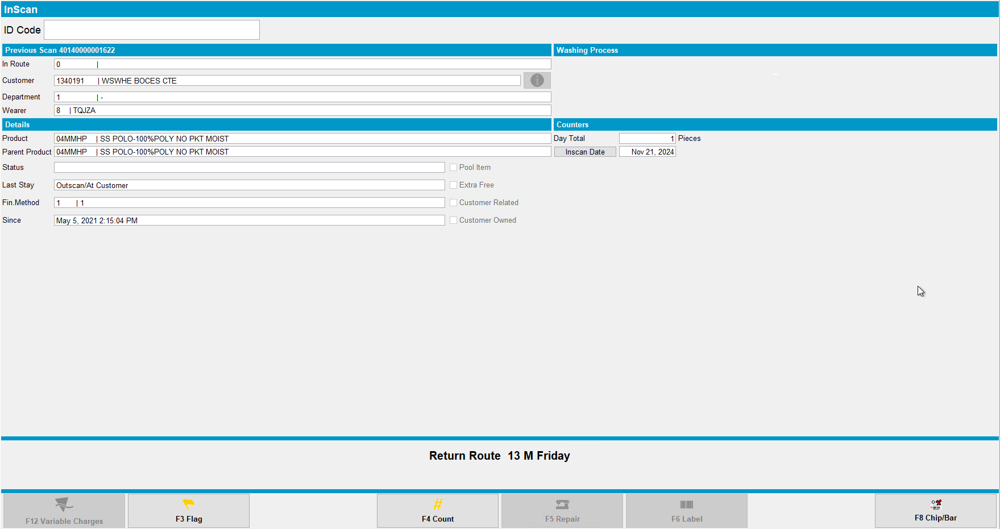 InScan
ID Code
Previous Scan 40140000001622
Washing Process
In Route 0 |
Customer 1340191 | WSWHE BOCES CTE
Department 1 | -
Wearer 8 | TQJZA
Details
Counters
Product 04MMHP | SS POLO-100%POLY NO PKT MOIST
Day Total 1 Pieces
Parent Product 04MMHP | SS POLO-100%POLY NO PKT MOIST
Inscan Date Nov 21, 2024
Status
Pool Item
Last Stay Outscan/At Customer
Extra Free
Fin.Method 1 | 1
Customer Related
Since May 5, 2021 2:15:04 PM
Customer Owned
Return Route 13 M Friday
F12 Variable Charges
F3 Flag
# F4 Count
F5 Repair
F6 Label
F8 Chip/Bar